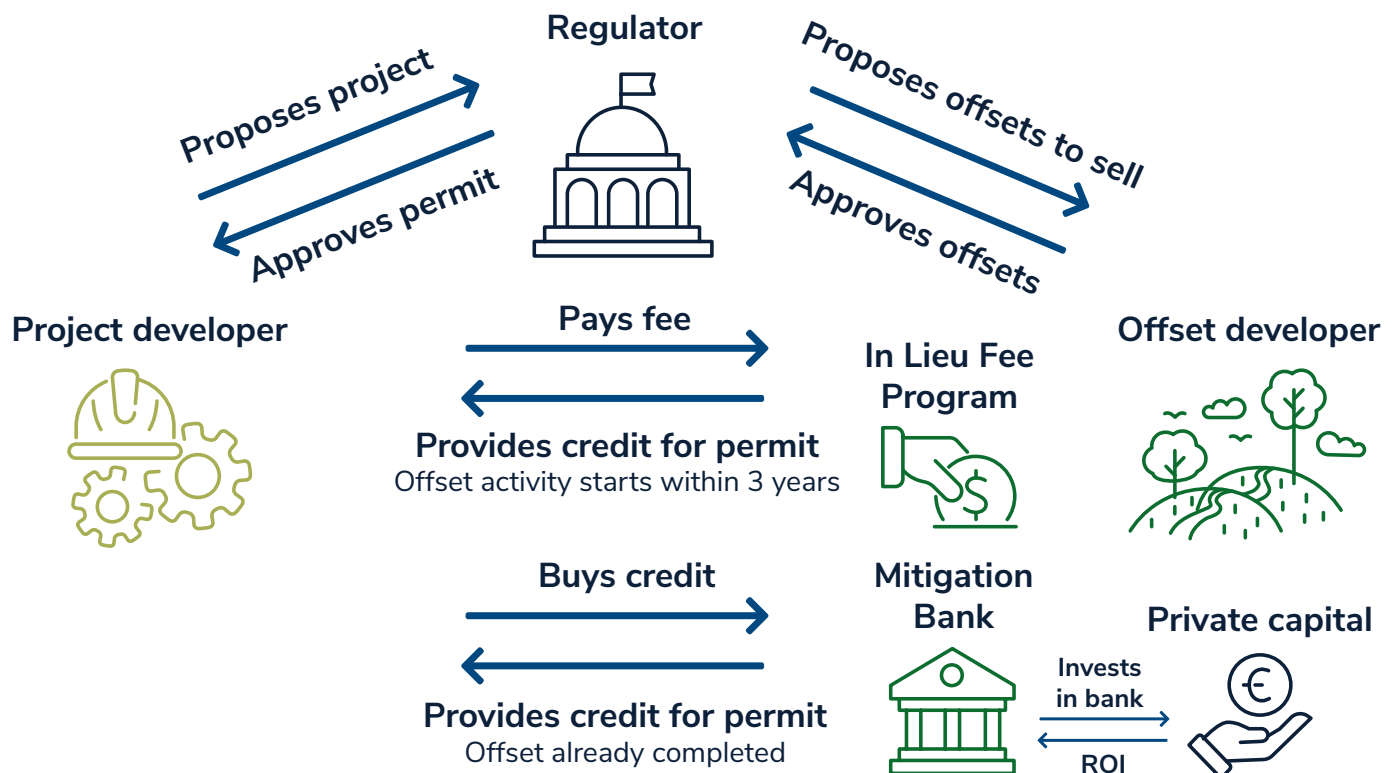 Regulator
Proposes project
Approves permit
Proposes offsets to sell
Approves offsets
Project developer
Pays fee
Provides credit for permit
Offset activity starts within 3 years
In Lieu Fee
Program
$
Offset developer
Buys credit
Provides credit for permit
Offset already completed
Mitigation
Bank
Invests
in bank
ROI
Private capital
€